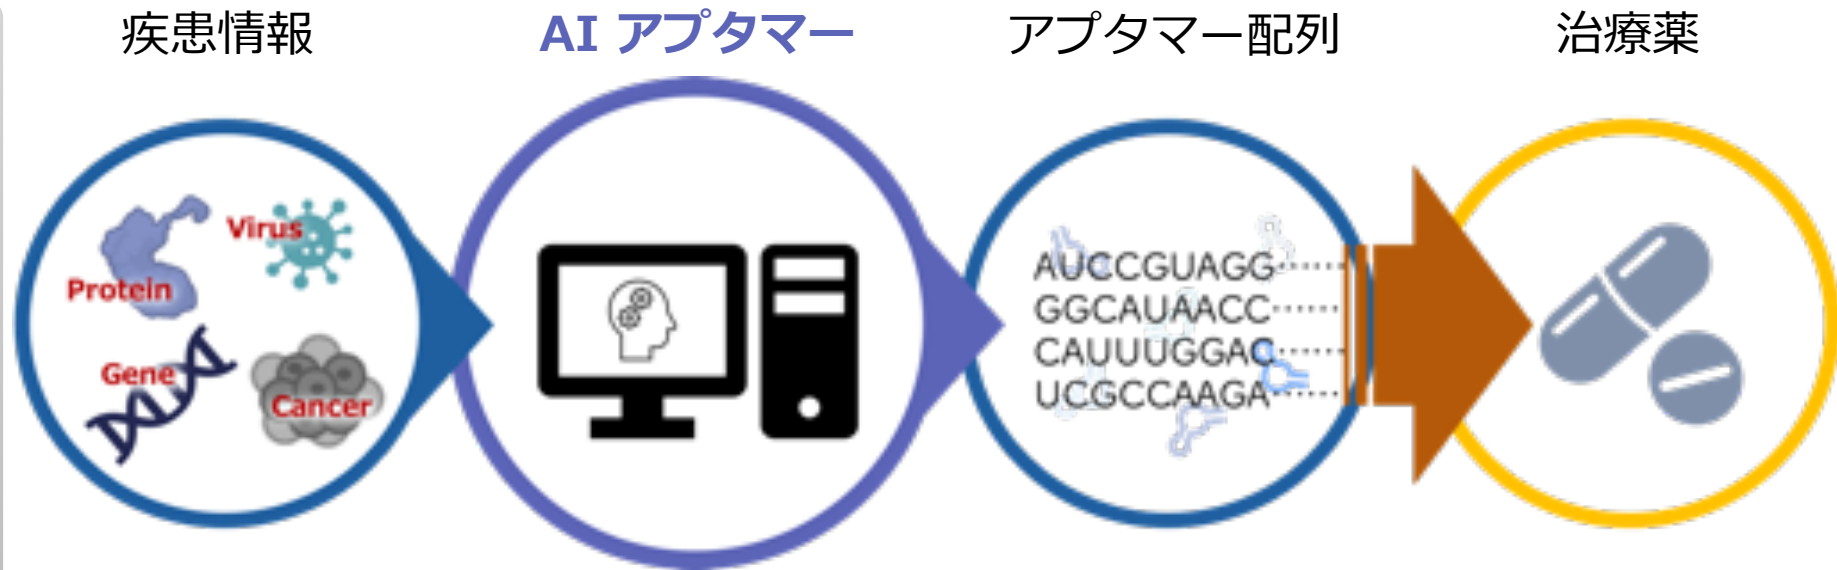 疾患情報
AI アプタマー
アプタマー配列
治療薬
Virus
Protein
Gene
Cancer
AUCCGUAGG······
GGCAUAACC······
CAUUUGGAC······
UCGCCAAGA······